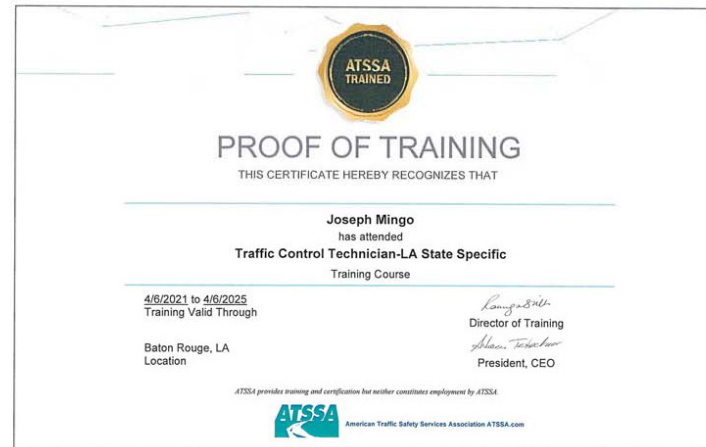 ATSSA
TRAINED
PROOF OF TRAINING
THIS CERTIFICATE HEREBY RECOGNIZES THAT
Joseph Mingo
has attended
Traffic Control Technician-LA State Specific
Training Course
4/6/2021 to 4/6/2025
Training Valid Through
Director of Training
Baton Rouge, LA
Location
President, CEO
ATSSA provides training and certification but neither constitutes employment by ATSSA.
ATSSA
American Traffic Safety Services Association ATSSA.com